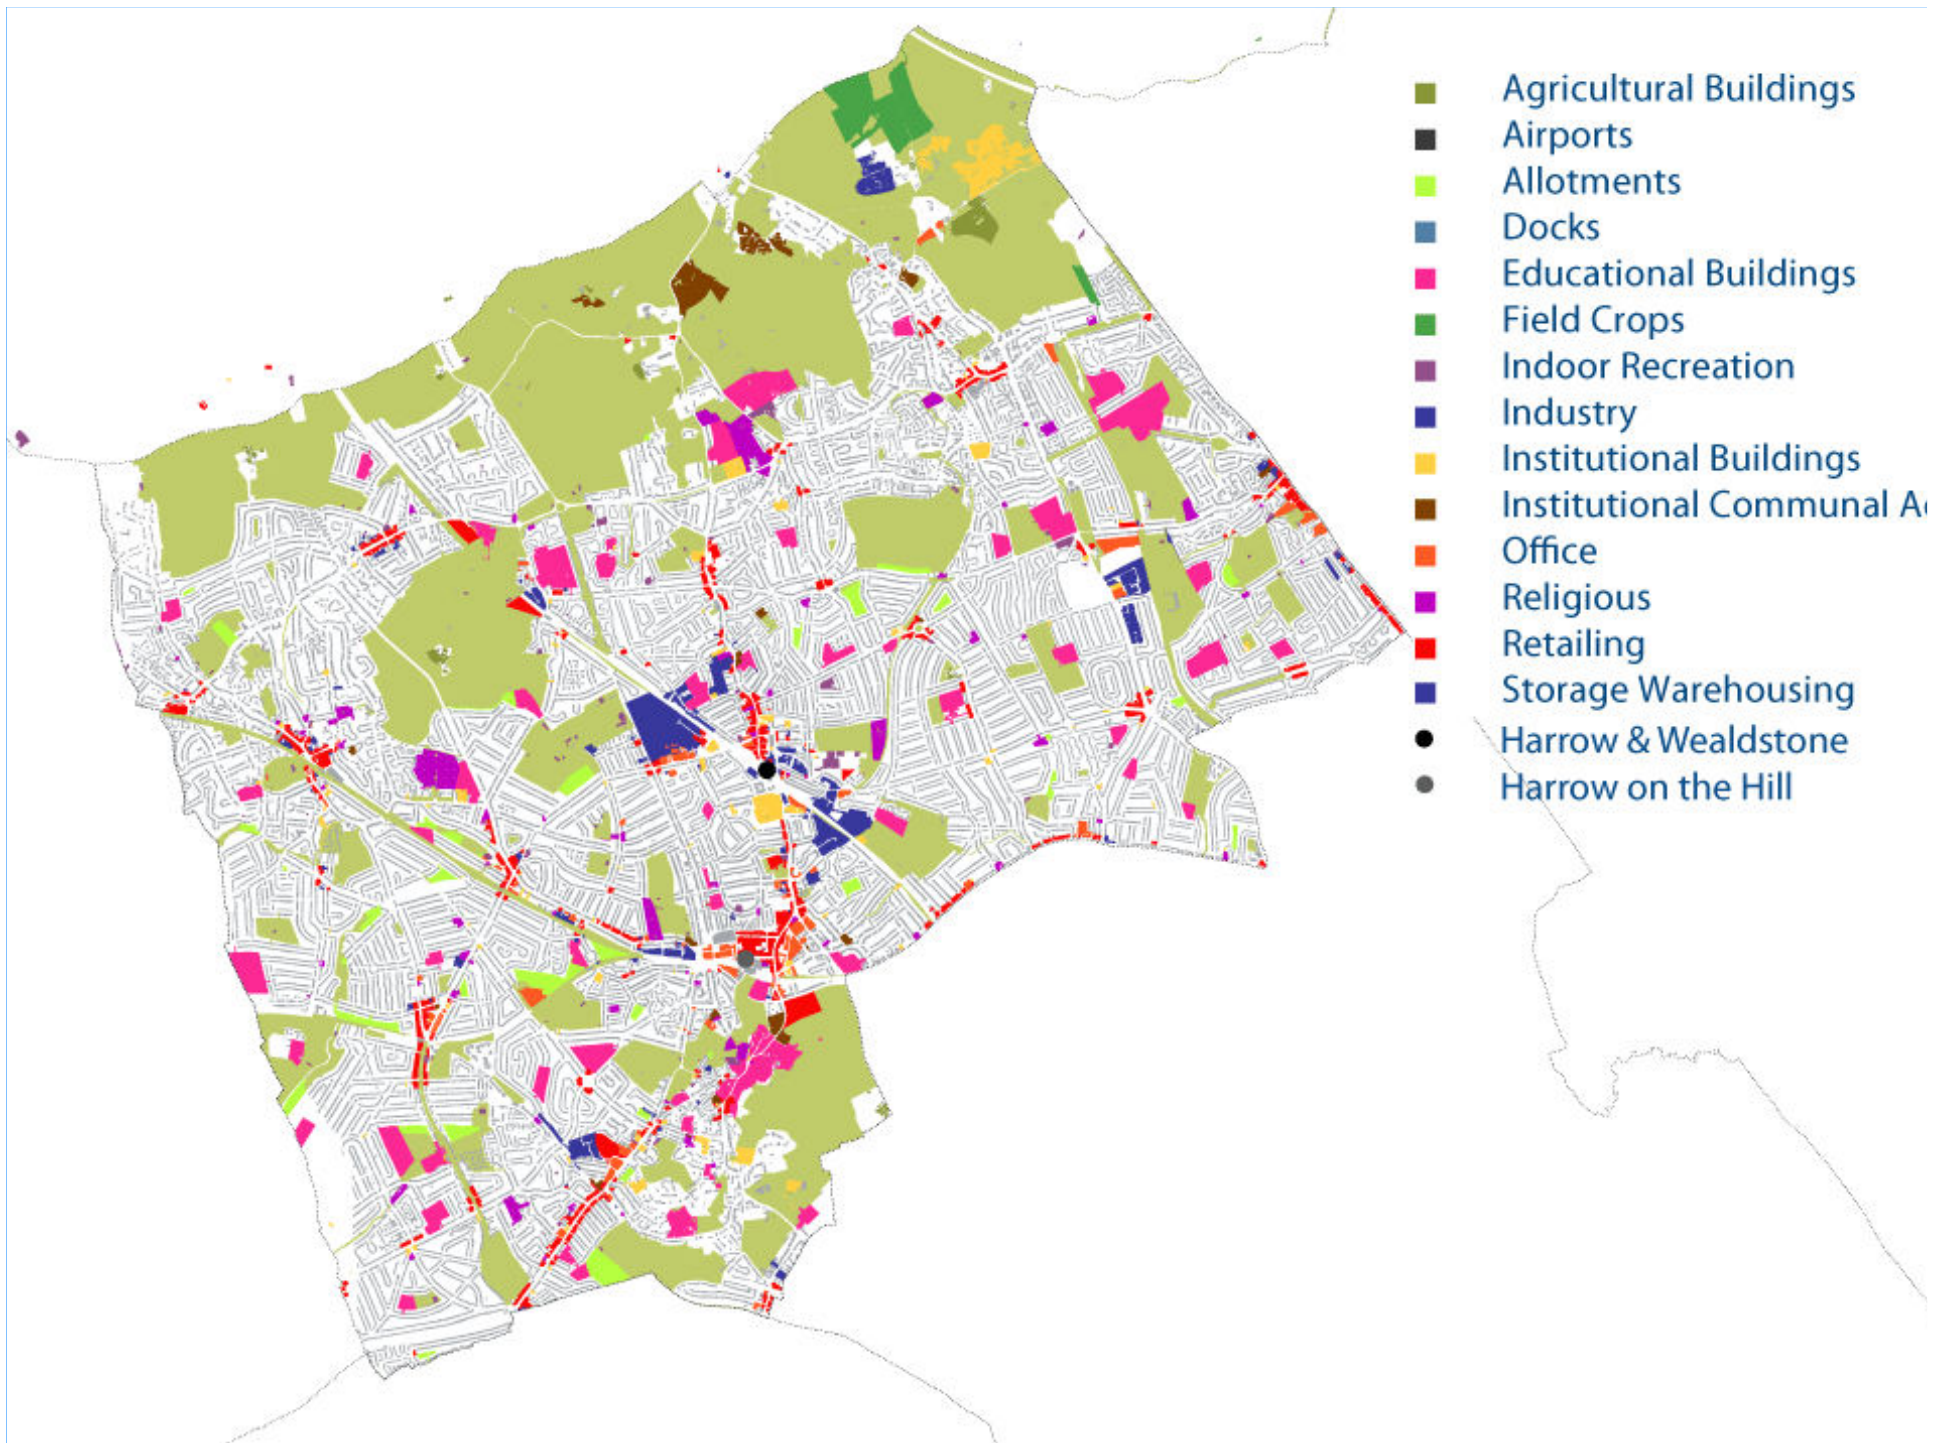 Agricultural Buildings
Airports
Allotments
Docks
Educational Buildings
Field Crops
Indoor Recreation
Industry
Institutional Buildings
Institutional Communal A
Office
Religious
Retailing
Storage Warehousing
Harrow & Wealdstone
Harrow on the Hill